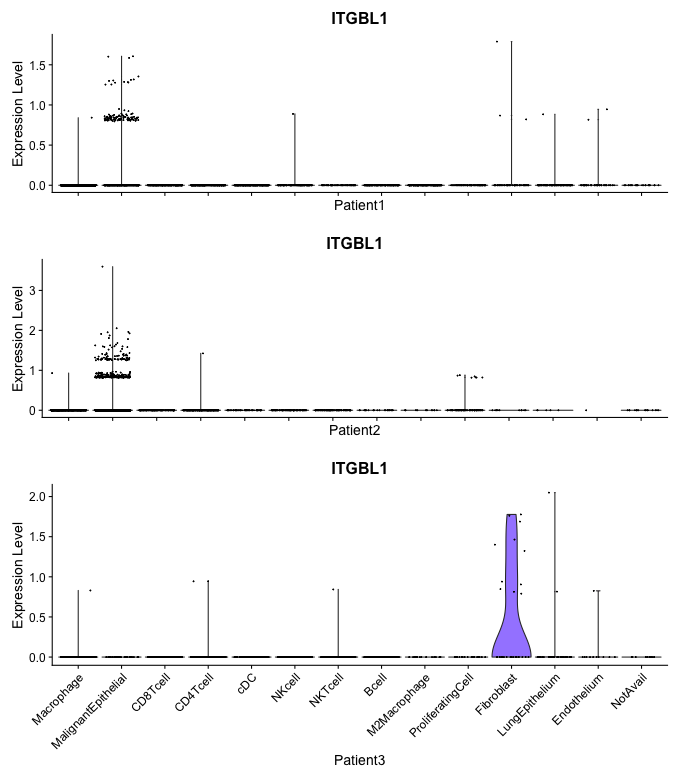 ITGBL1
Expression Level
1.5
1.0
0.5
0.0
Patient1
ITGBL1
Expression Level
3
2
1
0
Patient2
ITGBL1
Expression Level
2.0
1.5
1.0
0.5
0.0
Macrophage
MalignantEpithelial
CD8Tcell
CD4Tcell
cDC
NKcell
NKTcell
Bcell
M2Macrophage
ProliferatingCell
Fibroblast
LungEpithelium
Endothelium
NotAvail
Patient3